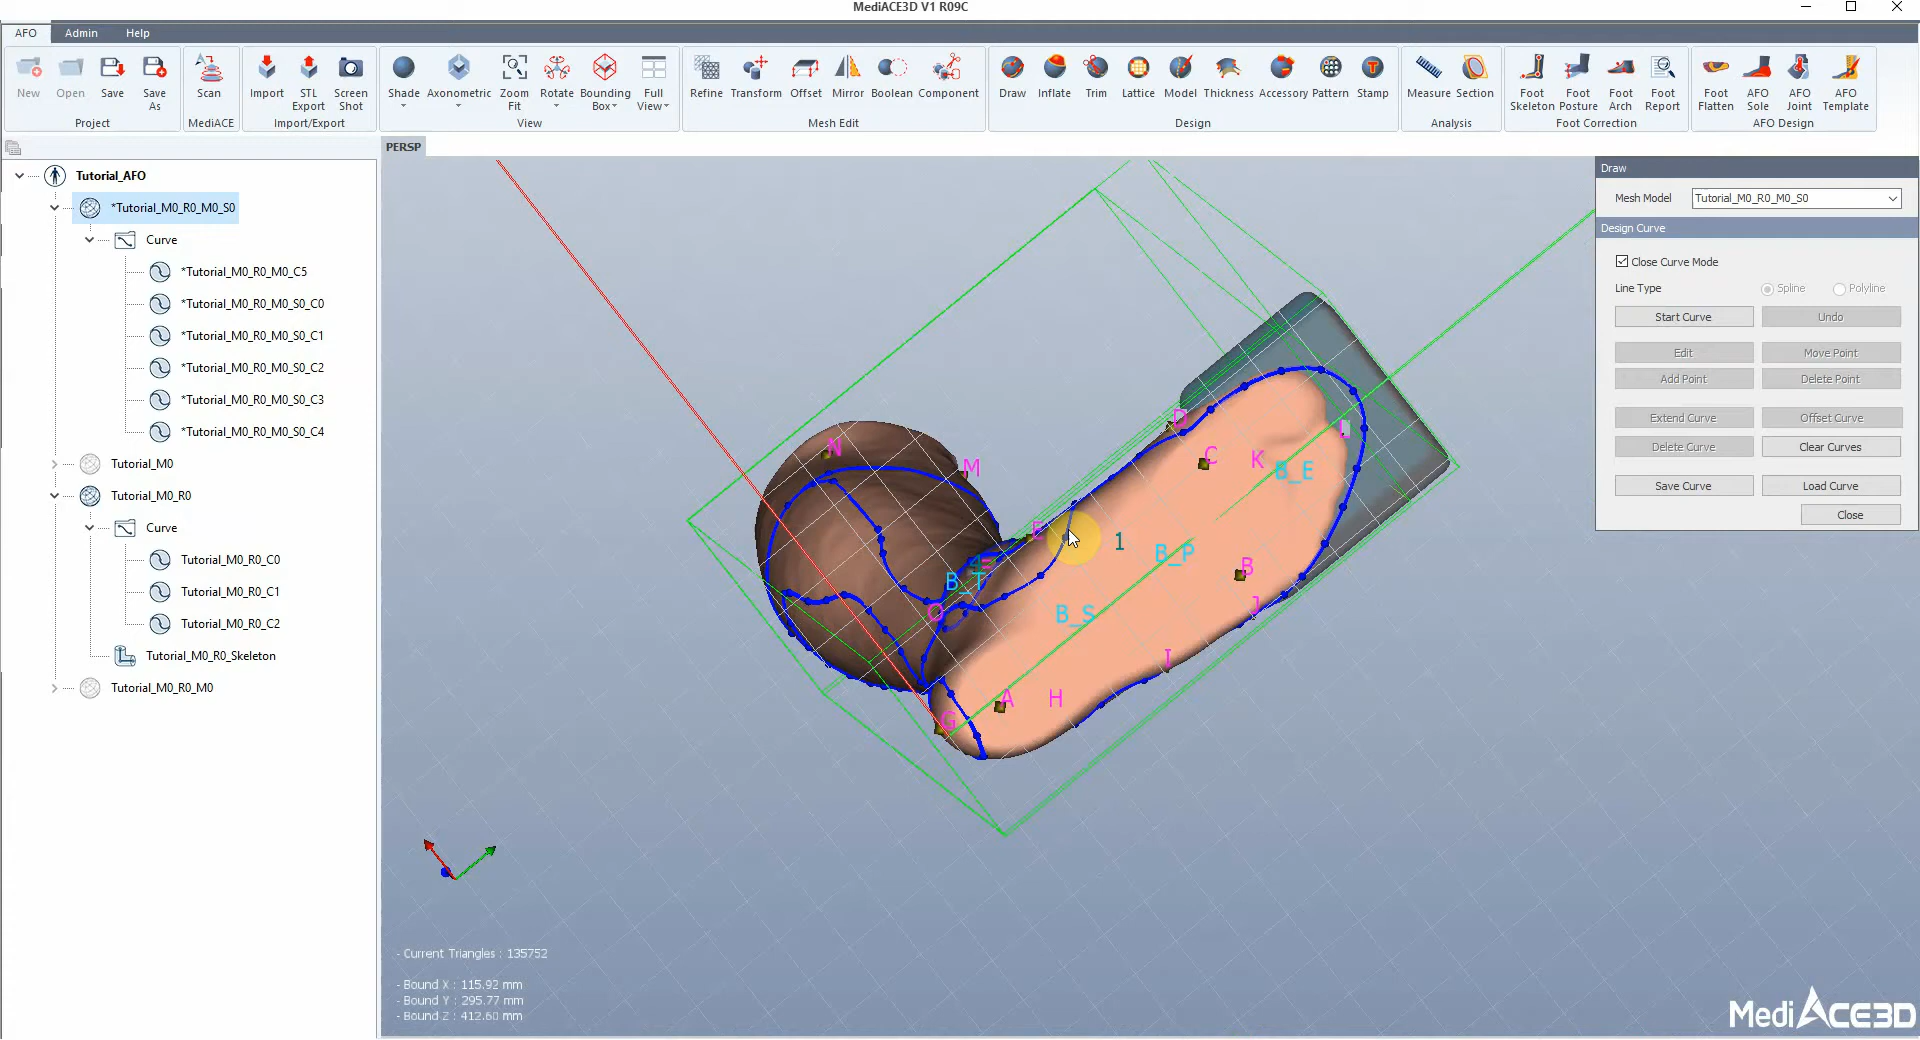 MediACE3D V1 R09C
AFO Admin Help
New Open Save Save As
Project
Scan
MediACE
Import STL Export Screen Shot
Import/Export
Shade Axonometric Zoom Fit Rotate Bounding Box Full View
View
Refine Transform Offset Mirror Boolean Component
Mesh Edit
Draw Inflate Trim Lattice Model Thickness Accessory Pattern Stamp
Design
Measure Section
Analysis
Foot Skeleton Foot Posture Foot Arch Foot Report
Foot Correction
Foot Flatten AFO Sole AFO Joint AFO Template
AFO Design
PERSP
Tutorial_AFO
*Tutorial_M0_R0_M0_S0
Curve
*Tutorial_M0_R0_M0_C5
*Tutorial_M0_R0_M0_S0_C0
*Tutorial_M0_R0_M0_S0_C1
*Tutorial_M0_R0_M0_S0_C2
*Tutorial_M0_R0_M0_S0_C3
*Tutorial_M0_R0_M0_S0_C4
Tutorial_M0
Tutorial_M0_R0
Curve
Tutorial_M0_R0_C0
Tutorial_M0_R0_C1
Tutorial_M0_R0_C2
Tutorial_M0_R0_Skeleton
Tutorial_M0_R0_M0
D
L
N
C
K
M
B_E
E
1
B_P
B_T
B
O
B_S
J
I
A
H
G
- Current Triangles : 135752
- Bound X : 115.92 mm
- Bound Y : 295.77 mm
- Bound Z : 412.60 mm
Draw
Mesh Model Tutorial_M0_R0_M0_S0
Design Curve
Close Curve Mode
Line Type Spline Polyline
Start Curve Undo
Edit Move Point
Add Point Delete Point
Extend Curve Offset Curve
Delete Curve Clear Curves
Save Curve Load Curve
Close
MediACE3D